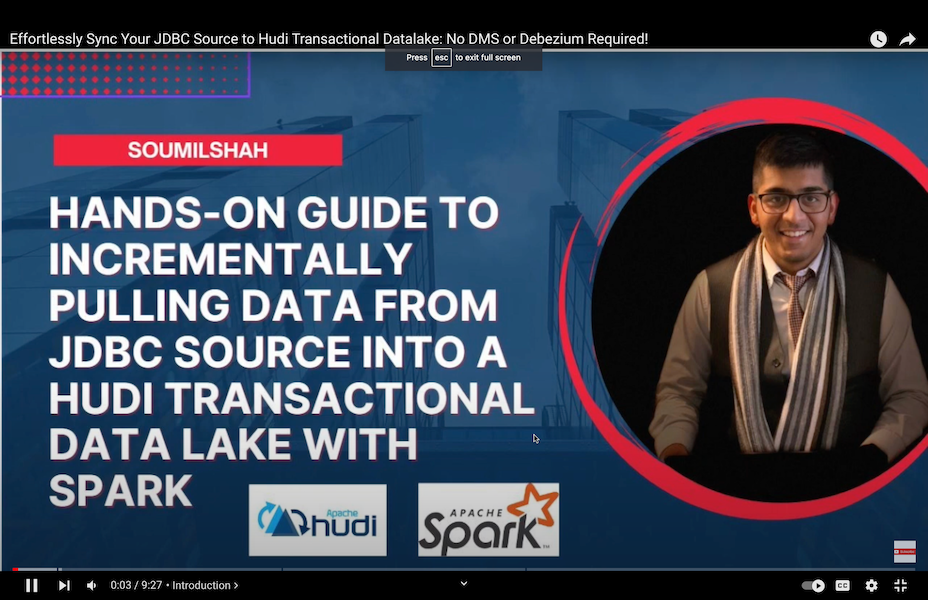 Effortlessly Sync Your JDBC Source to Hudi Transactional Datalake: No DMS or Debezium Required!
Press esc to exit full screen
SOUMILSHAH
HANDS-ON GUIDE TO
INCREMENTALLY
PULLING DATA FROM
JDBC SOURCE INTO A
HUDI TRANSACTIONAL
DATA LAKE WITH
SPARK
Apache
hudi
APACHE
Spark
0:03 / 9:27 • Introduction >
CC